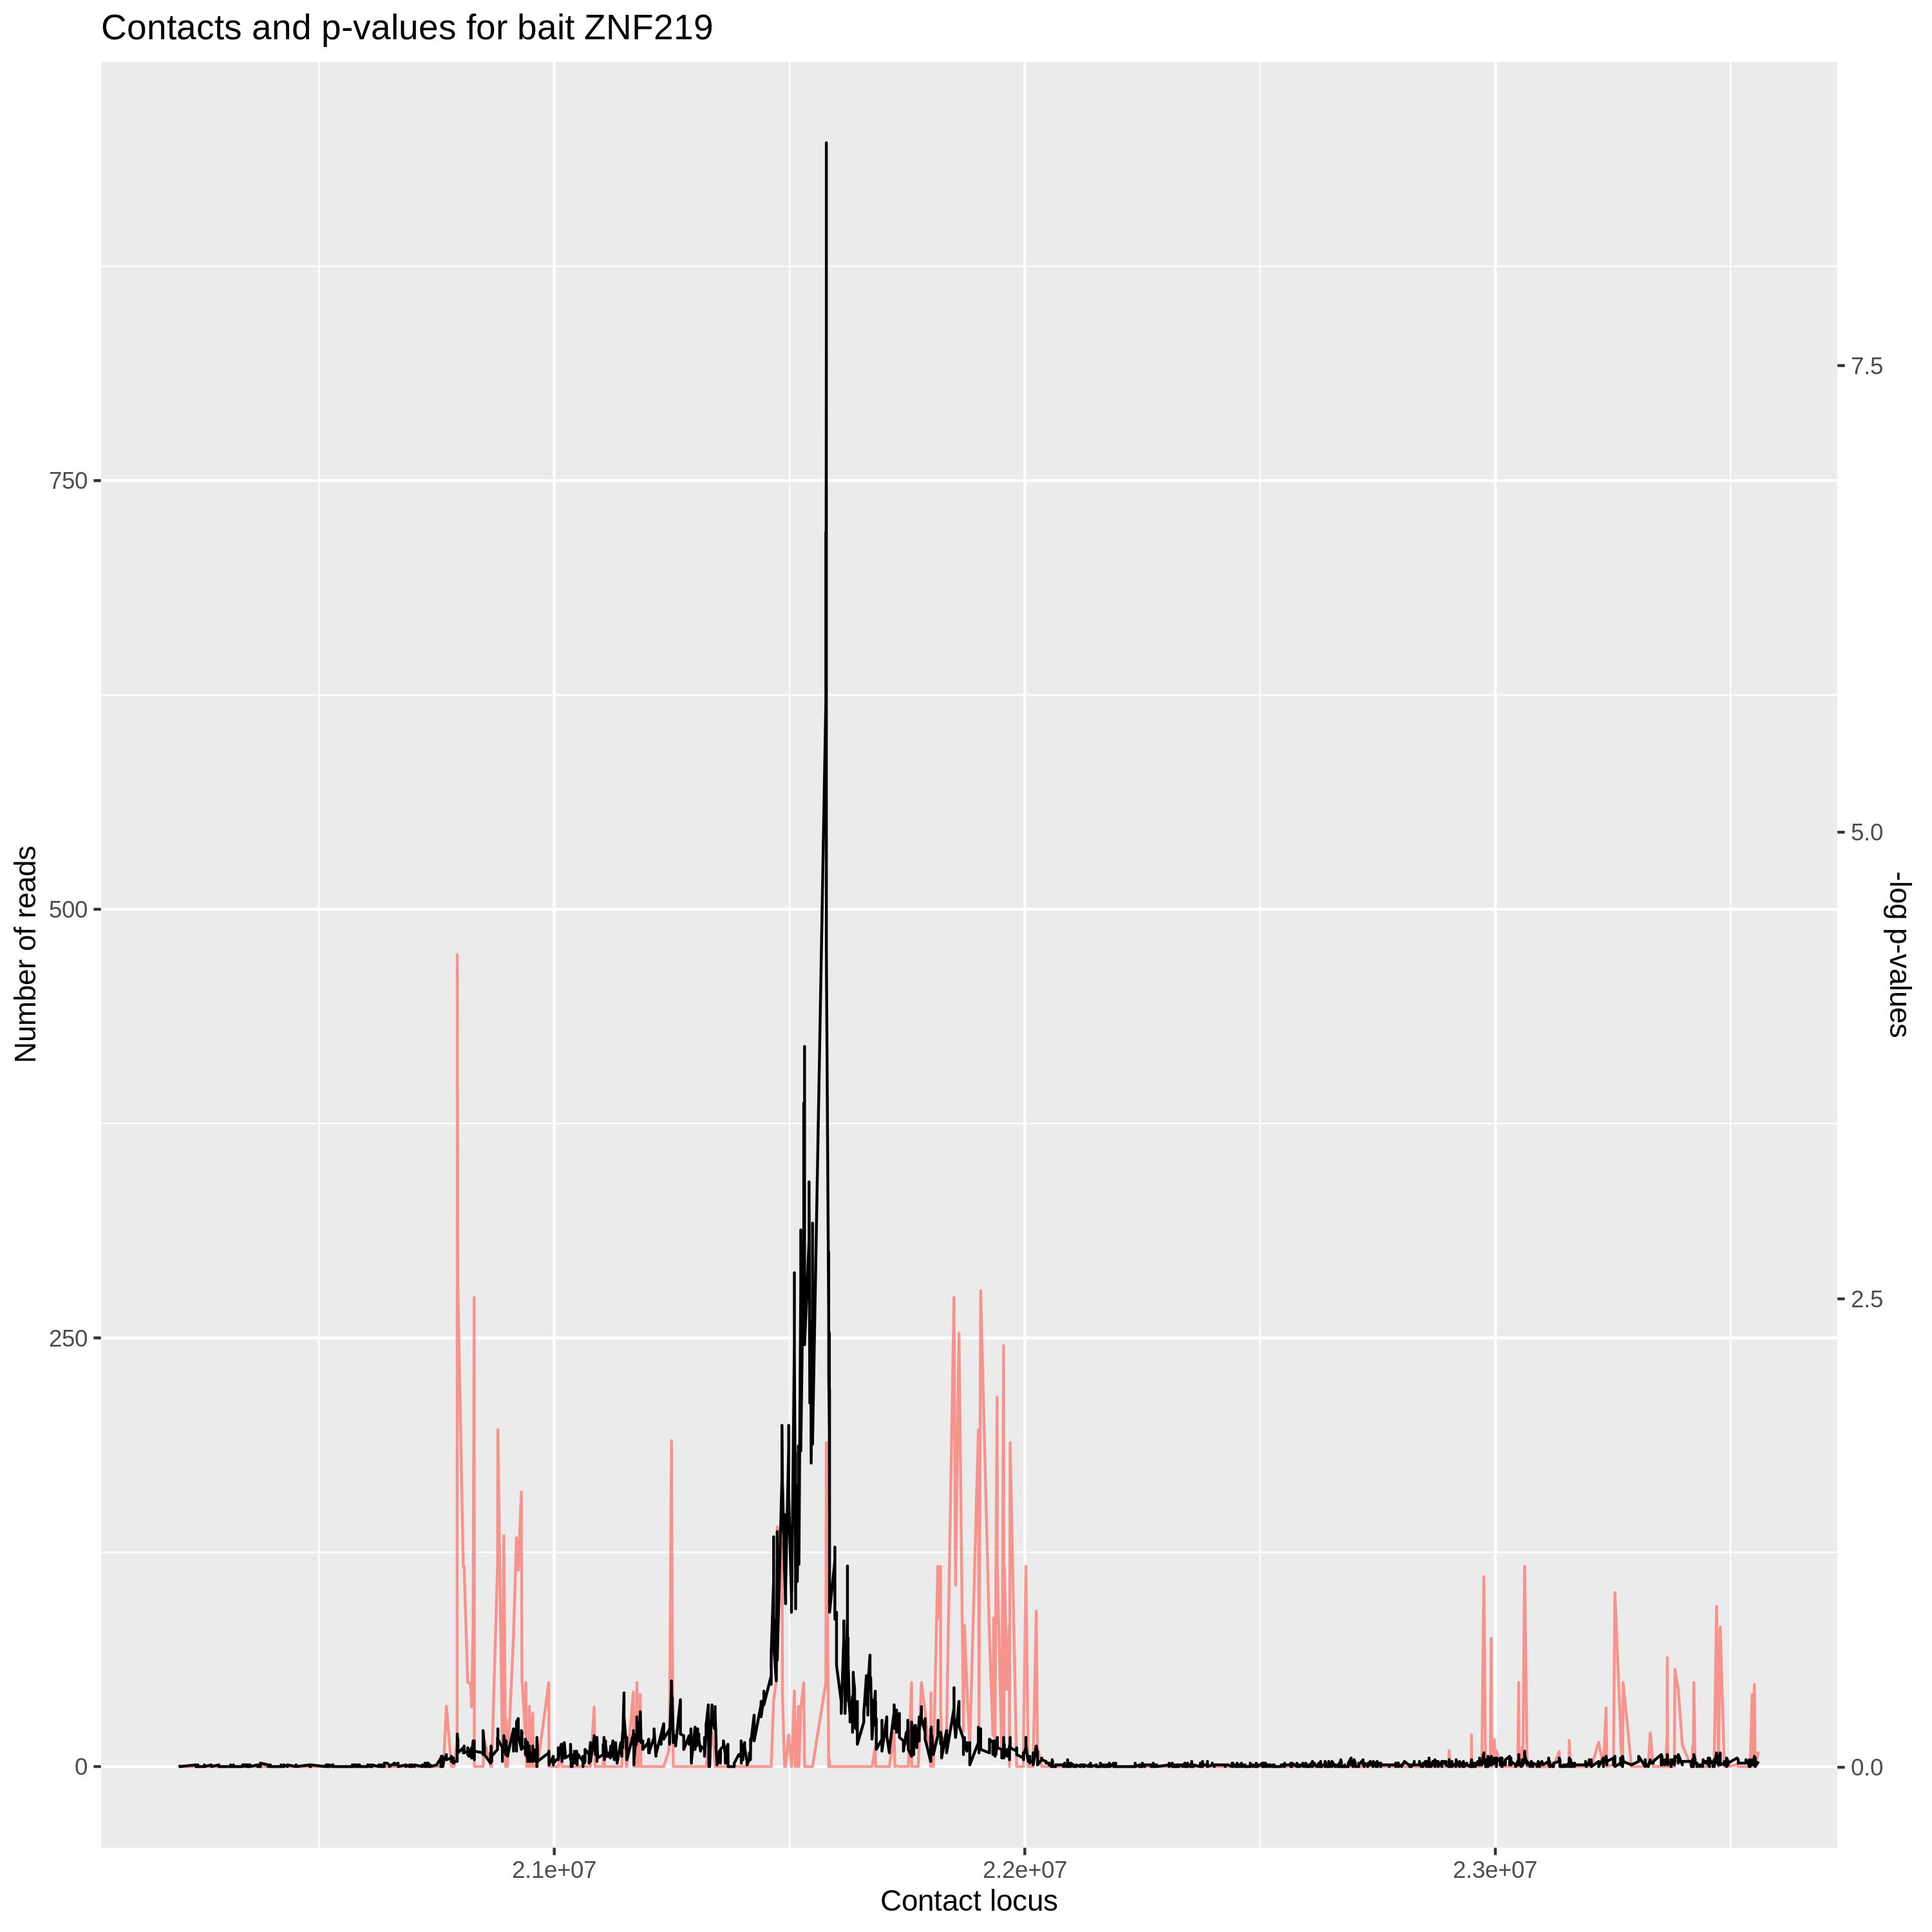 Contacts and p-values for bait ZNF219
Number of reads
750
500
250
0
7.5
5.0
2.5
0.0
-log p-values
2.1e+07
2.2e+07
2.3e+07
Contact locus